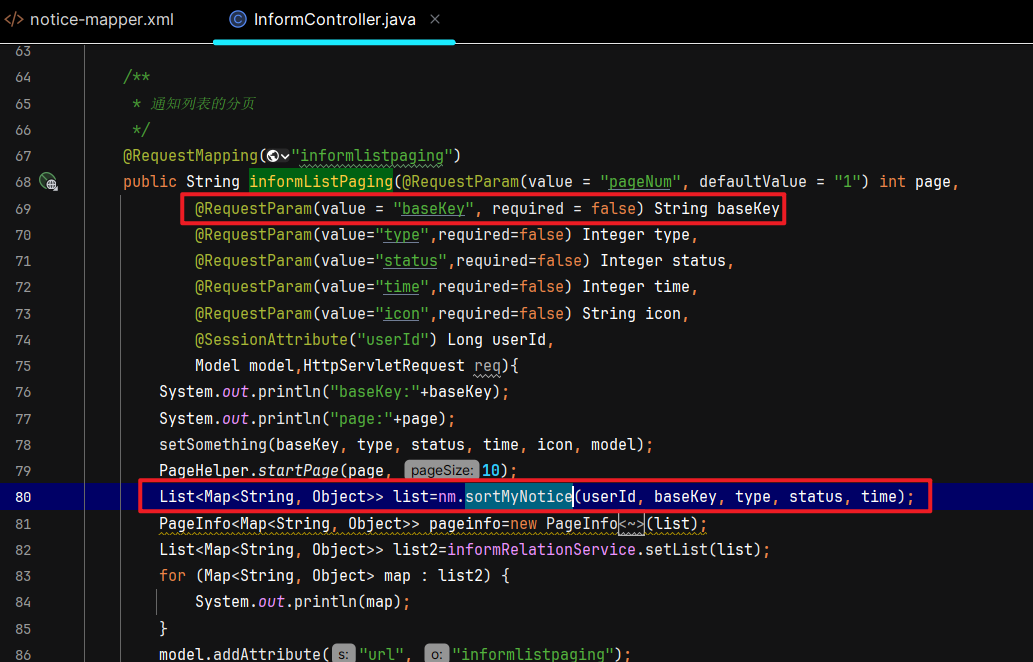 </> notice-mapper.xml
InformController.java ×
63
64 /**
65 * 通知列表的分页
66 */
67 @RequestMapping("informlistpaging")
68 public String informListPaging(@RequestParam(value = "pageNum", defaultValue = "1") int page,
69 @RequestParam(value = "baseKey", required = false) String baseKey
70 @RequestParam(value="type",required=false) Integer type,
71 @RequestParam(value="status",required=false) Integer status,
72 @RequestParam(value="time",required=false) Integer time,
73 @RequestParam(value="icon",required=false) String icon,
74 @SessionAttribute("userId") Long userId,
75 Model model,HttpServletRequest req){
76 System.out.println("baseKey:"+baseKey);
77 System.out.println("page:"+page);
78 setSomething(baseKey, type, status, time, icon, model);
79 PageHelper.startPage(page, pageSize: 10);
80 List<Map<String, Object>> list=nm.sortMyNotice(userId, baseKey, type, status, time);
81 PageInfo<Map<String, Object>> pageinfo=new PageInfo<~>(list);
82 List<Map<String, Object>> list2=informRelationService.setList(list);
83 for (Map<String, Object> map : list2) {
84 System.out.println(map);
85 }
86 model.addAttribute( s: "url", o: "informlistpaging");